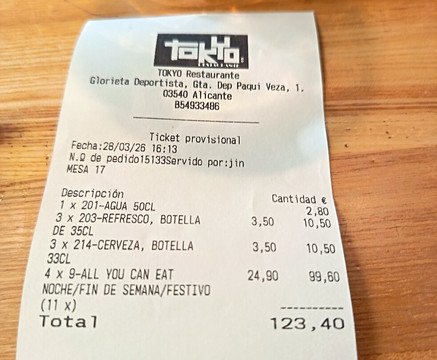 TOKYO
RESTAURANTE
TOKYO Restaurante
Glorieta Deportista, Gta. Dep Paqui Veza, 1.
03540 Alicante
B54933486
Ticket provisional
Fecha:28/03/26 16:13
N.Q de pedido15133Servido por:jin
MESA 17
Descripción Cantidad €
1 x 201-AGUA 50CL 2,80
3 x 203-REFRESCO, BOTELLA 3,50 10,50
DE 35CL
3 x 214-CERVEZA, BOTELLA 3,50 10,50
33CL
4 x 9-ALL YOU CAN EAT 24,90 99,60
NOCHE/FIN DE SEMANA/FESTIVO
(11 x)
Total 123,40